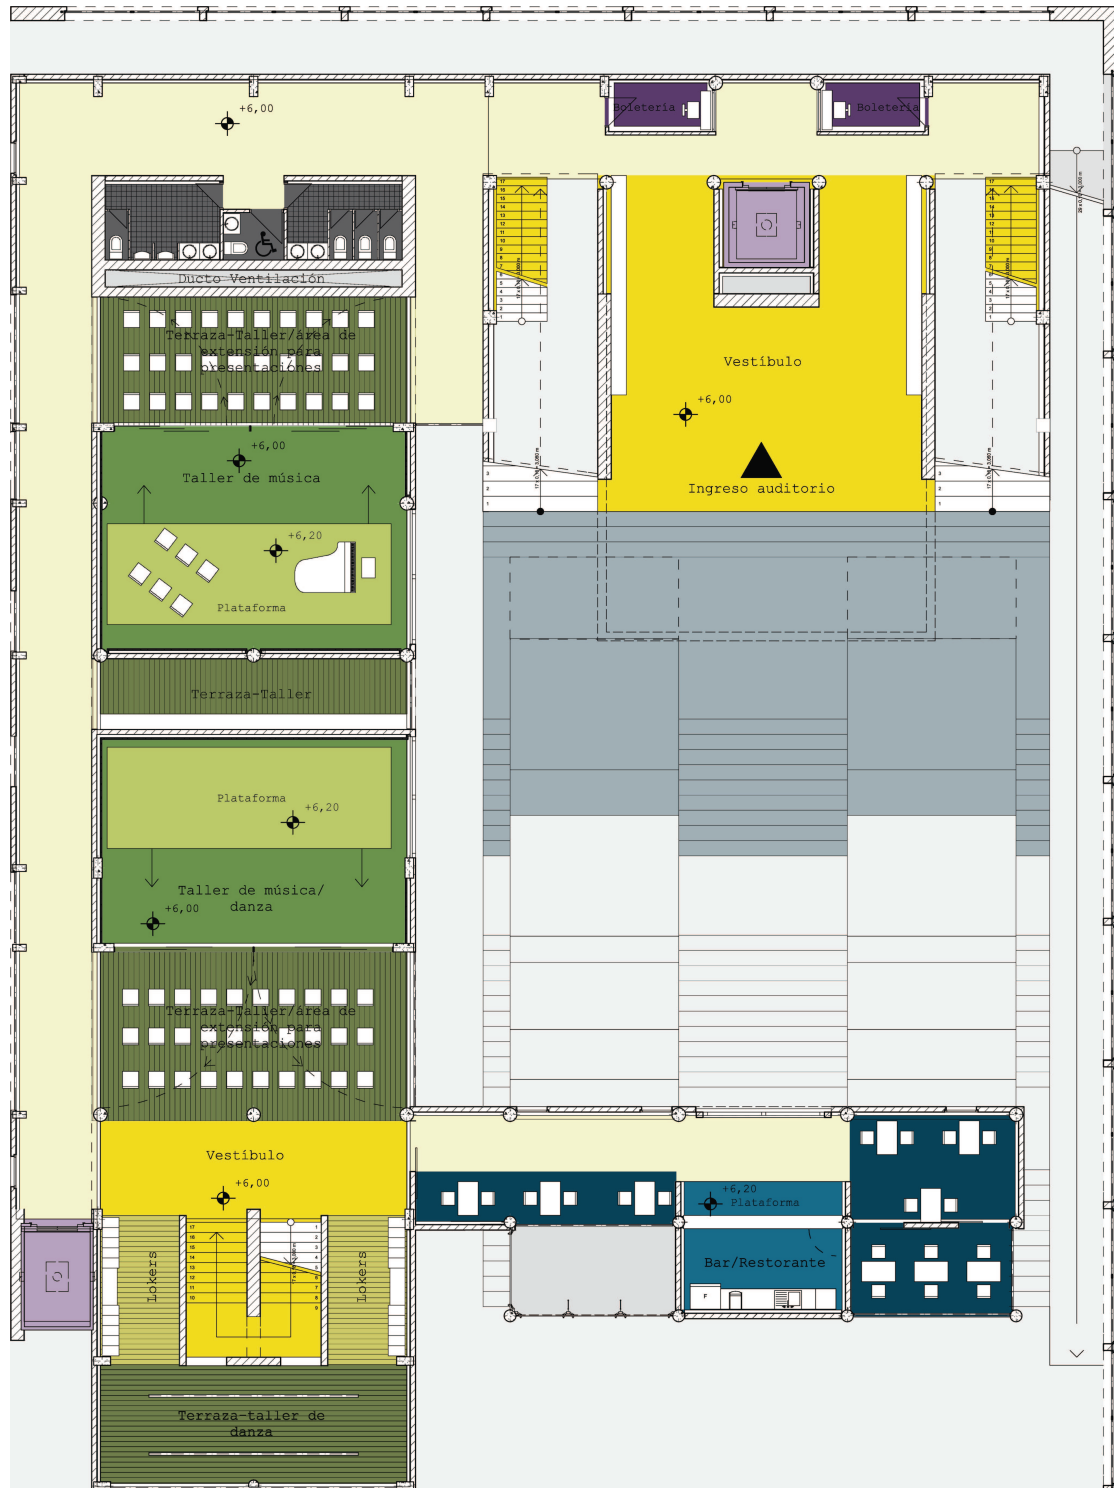 +6,00
Boletería
Boletería
Ducto Ventilación
Terraza-Taller/área de
extensión para
presentaciones
Vestíbulo
+6,00
+6,00
Taller de música
Ingreso auditorio
+6,20
Plataforma
Terraza-Taller
Plataforma
+6,20
Taller de música/
danza
+6,00
Terraza-Taller/área de
extensión para
presentaciones
Vestíbulo
+6,00
+6,20
Plataforma
Lokers
Lokers
Bar/Restorante
F
Terraza-taller de
danza